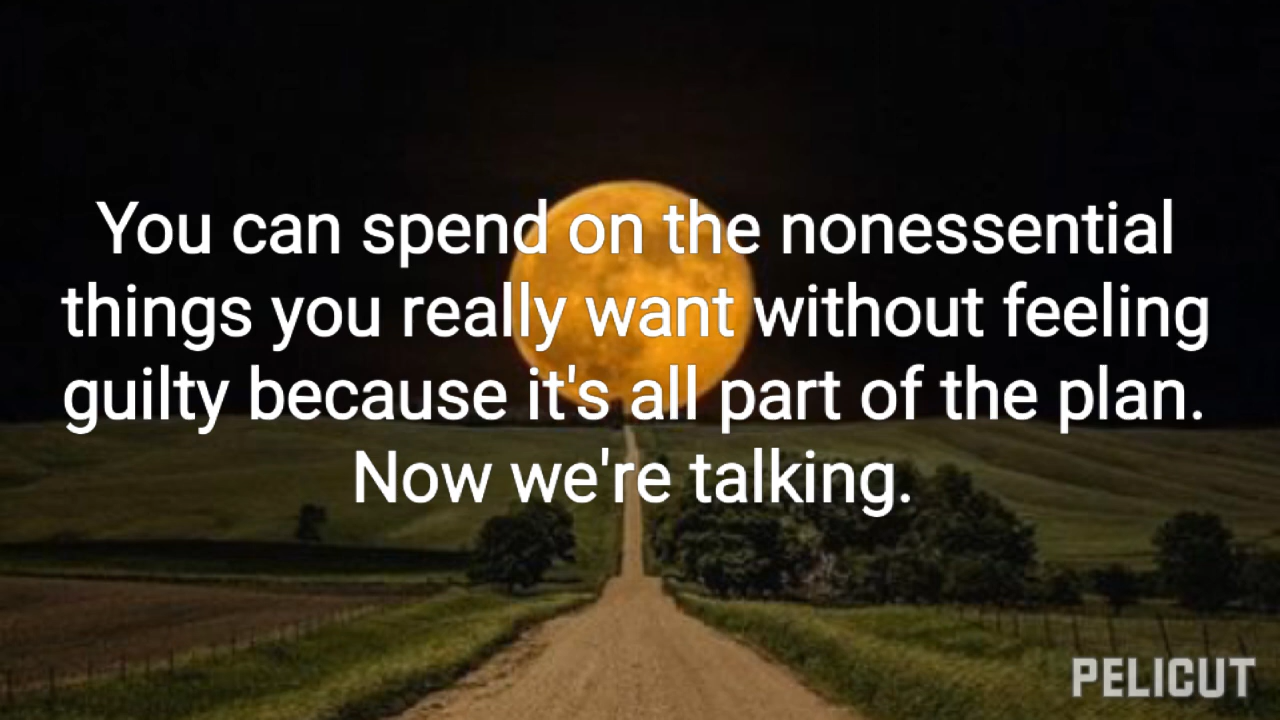 You can spend on the nonessential
things you really want without feeling
guilty because it's all part of the plan.
Now we're talking.
PELICUT